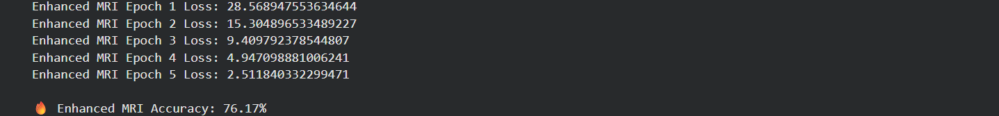 Enhanced MRI Epoch 1 Loss: 28.568947553634644
Enhanced MRI Epoch 2 Loss: 15.304896533489227
Enhanced MRI Epoch 3 Loss: 9.409792378544807
Enhanced MRI Epoch 4 Loss: 4.947098881006241
Enhanced MRI Epoch 5 Loss: 2.511840332299471
🔥 Enhanced MRI Accuracy: 76.17%